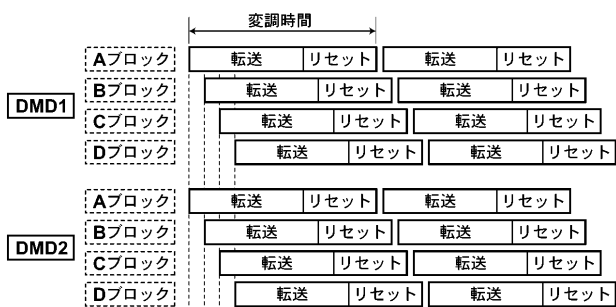 変調時間
Aブロック 転送 リセット 転送 リセット
Bブロック 転送 リセット 転送 リセット
DMD1
Cブロック 転送 リセット 転送 リセット
Dブロック 転送 リセット 転送 リセット
Aブロック 転送 リセット 転送 リセット
Bブロック 転送 リセット 転送 リセット
DMD2
Cブロック 転送 リセット 転送 リセット
Dブロック 転送 リセット 転送 リセット